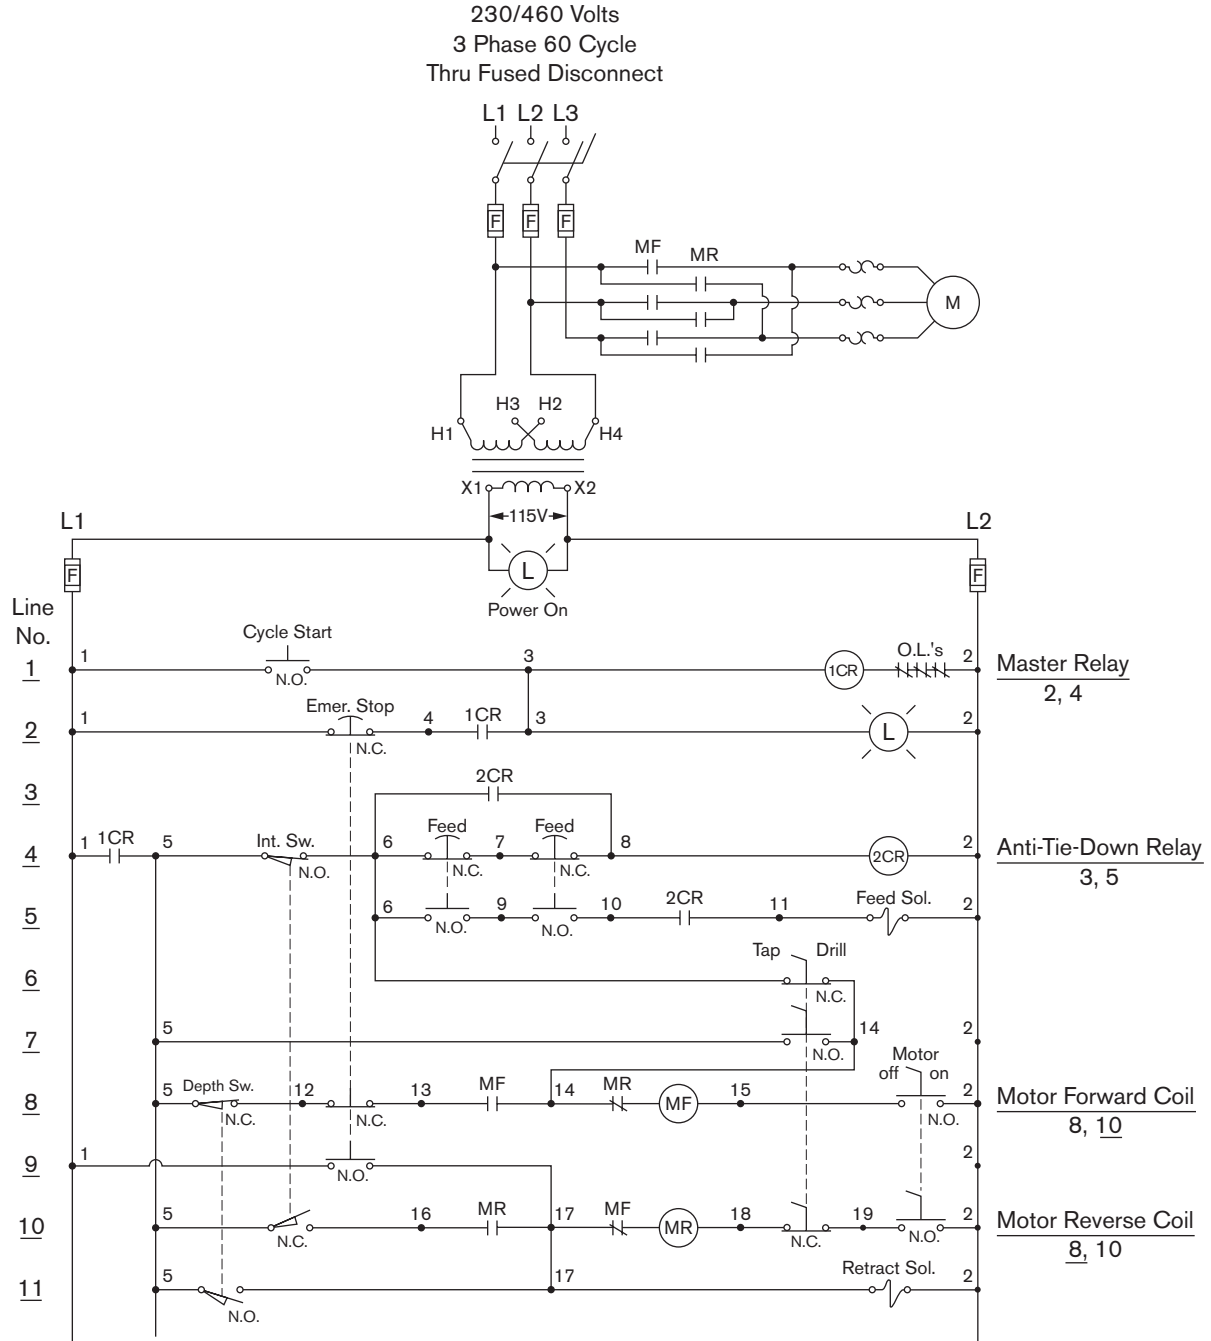 230/460 Volts
3 Phase 60 Cycle
Thru Fused Disconnect
L1 L2 L3
F F F
MF MR
M
H3 H2
H1 H4
X1 X2
115V
L1 L2
F L F
Power On
Line
No.
Cycle Start
1 1 N.O. 3 1CR O.L.'s 2 Master Relay
2, 4
Emer. Stop
2 1 N.C. 4 1CR 3 L 2
3 2CR
Feed Feed
4 1 1CR 5 Int. Sw. N.O. 6 N.C. 7 N.C. 8 2CR 2 Anti-Tie-Down Relay
3, 5
5 6 N.O. 9 N.O. 10 2CR 11 Feed Sol. 2
Tap Drill
6 N.C.
7 5 N.O. 14 2
Motor
off on
8 5 Depth Sw. N.C. 12 N.C. 13 MF 14 MR MF 15 N.O. 2 Motor Forward Coil
8, 10
9 1 N.O. 2
10 5 N.C. 16 MR 17 MF MR 18 N.C. 19 N.O. 2 Motor Reverse Coil
8, 10
11 5 N.O. 17 Retract Sol. 2